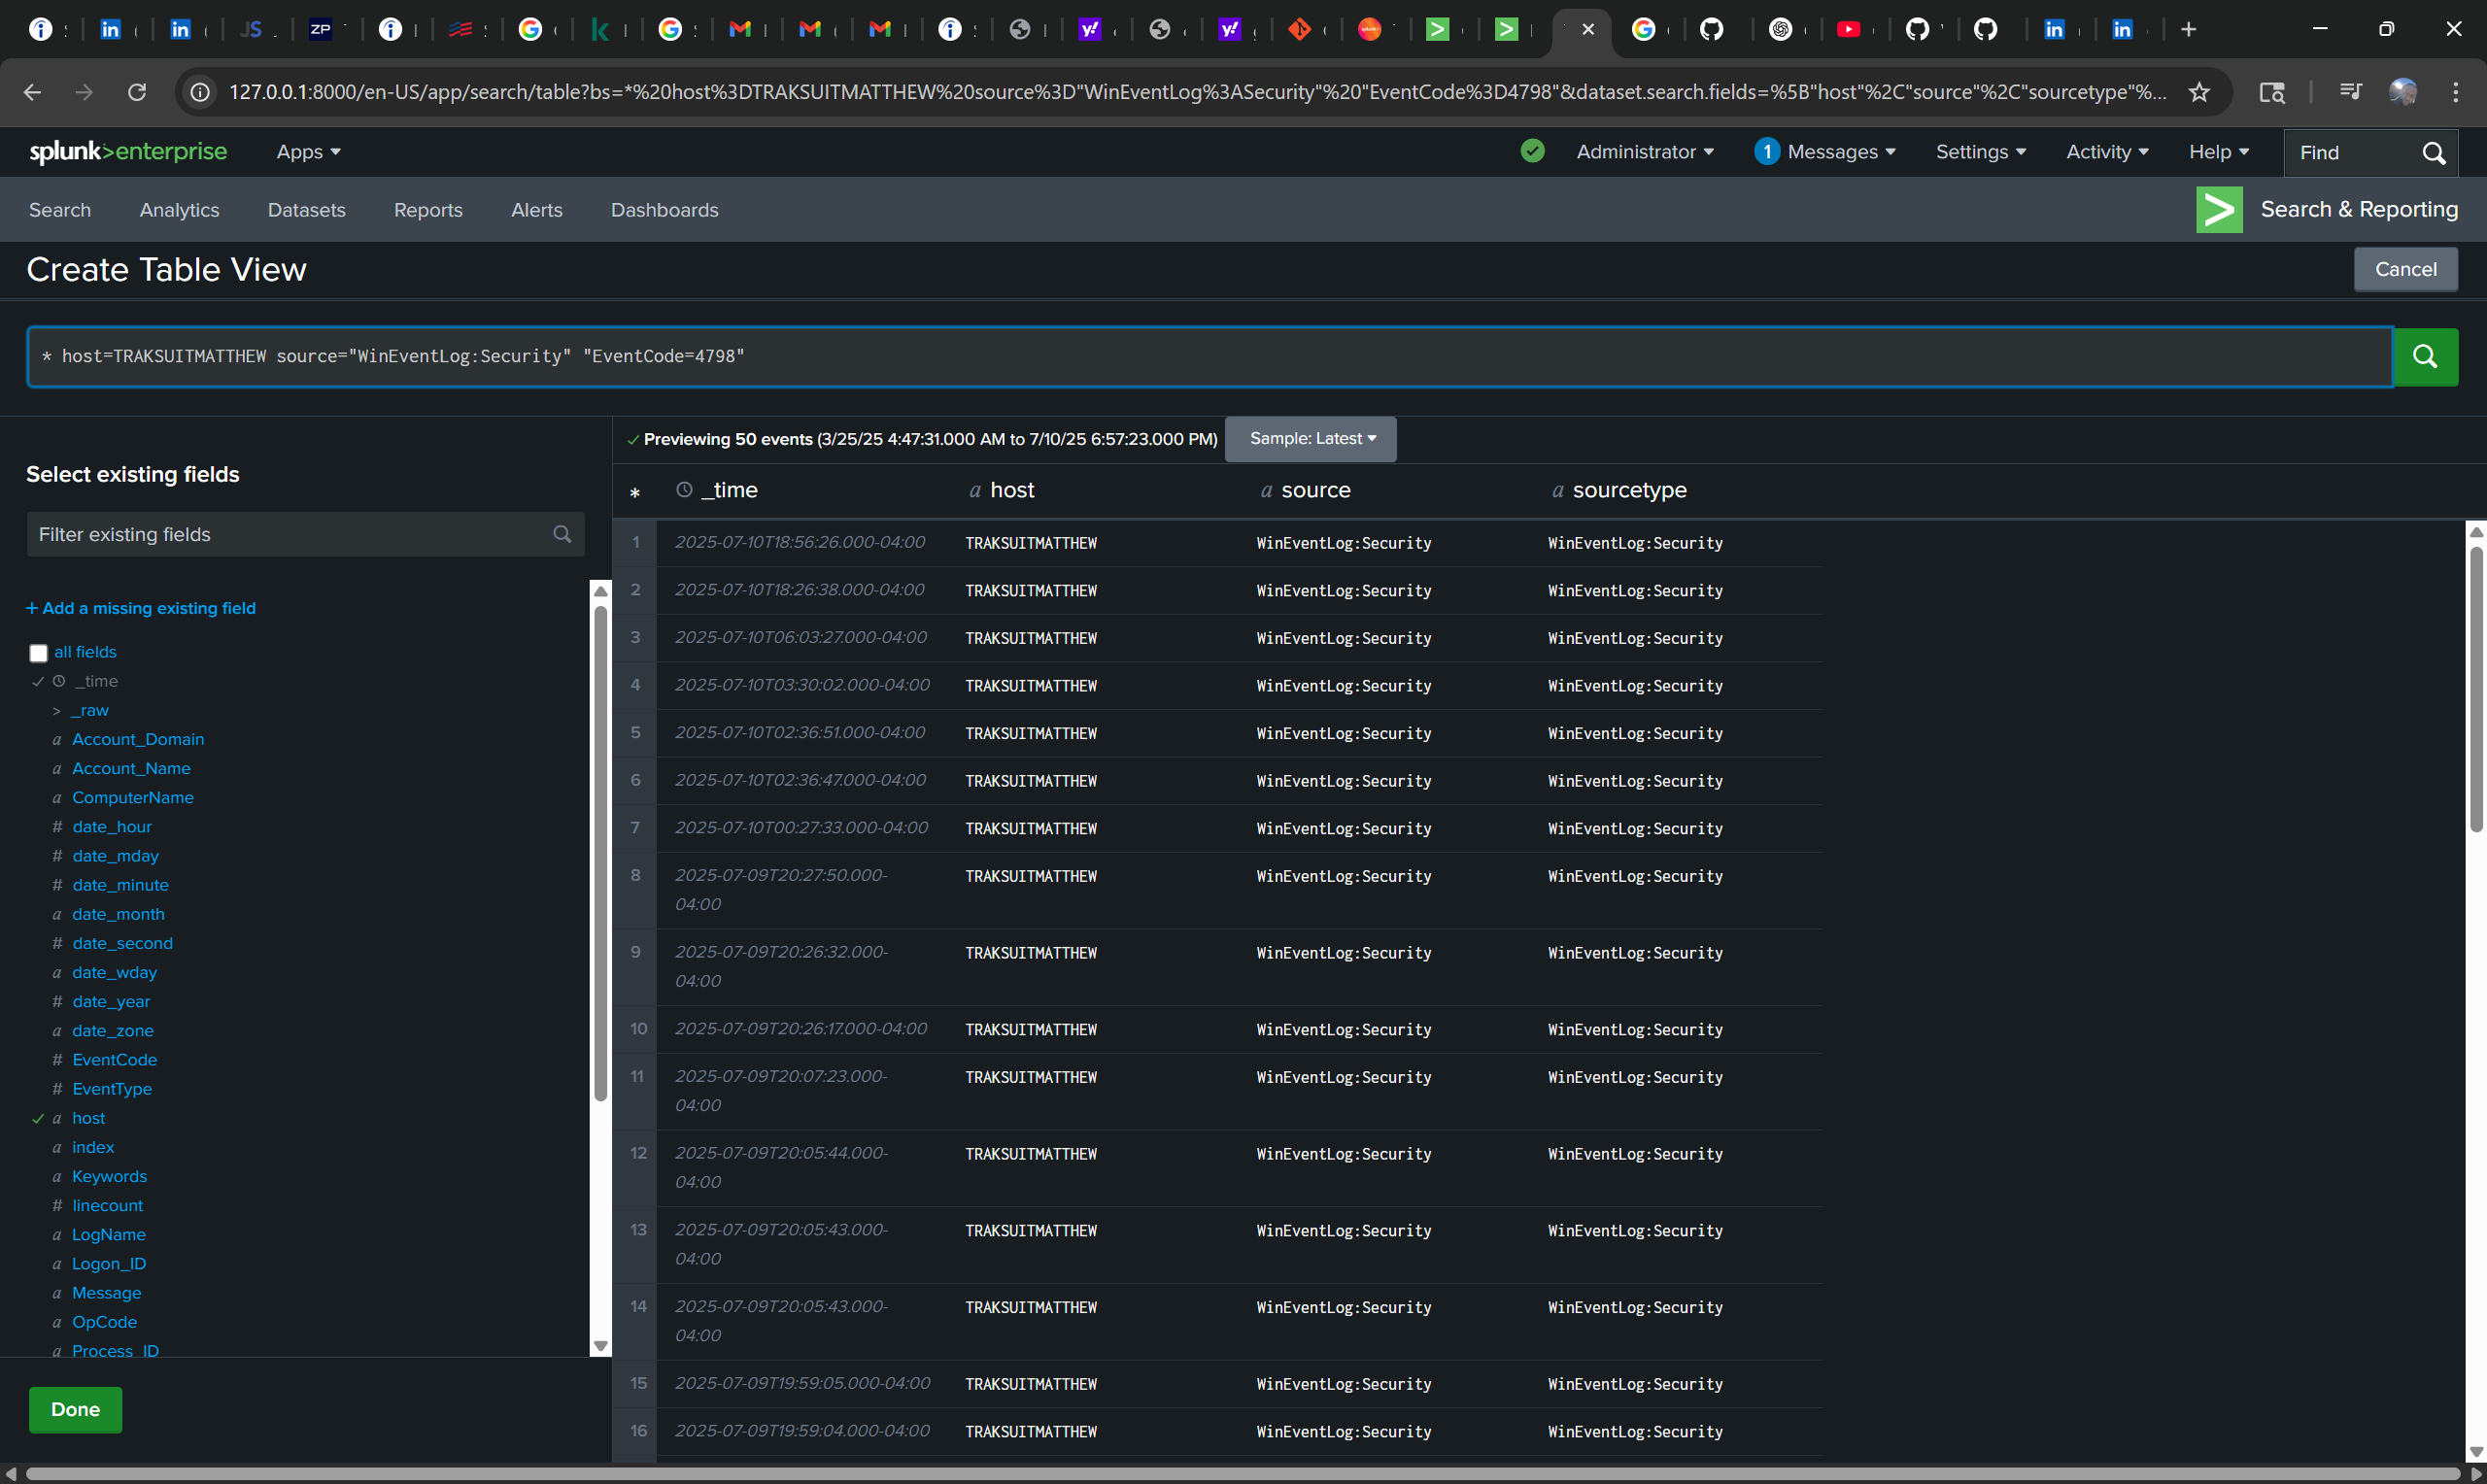 JS
ZP
127.0.0.1:8000/en-US/app/search/table?bs=*%20host%3DTRAKSUITMATTHEW%20source%3D"WinEventLog%3ASecurity"%20"EventCode%3D4798"&dataset.search.fields=%5B"host"%2C"source"%2C"sourcetype"%...
splunk>enterprise Apps Administrator 1 Messages Settings Activity Help Find
Search Analytics Datasets Reports Alerts Dashboards Search & Reporting
Create Table View Cancel
* host=TRAKSUITMATTHEW source="WinEventLog:Security" "EventCode=4798"
✓ Previewing 50 events (3/25/25 4:47:31.000 AM to 7/10/25 6:57:23.000 PM) Sample: Latest
Select existing fields
Filter existing fields
+ Add a missing existing field
all fields
_time
> _raw
a Account_Domain
a Account_Name
a ComputerName
# date_hour
# date_mday
# date_minute
a date_month
# date_second
a date_wday
# date_year
a date_zone
# EventCode
# EventType
a host
a index
a Keywords
# linecount
a LogName
a Logon_ID
a Message
a OpCode
a Process_ID
Done
* _time a host a source a sourcetype
1 2025-07-10T18:56:26.000-04:00 TRAKSUITMATTHEW WinEventLog:Security WinEventLog:Security
2 2025-07-10T18:26:38.000-04:00 TRAKSUITMATTHEW WinEventLog:Security WinEventLog:Security
3 2025-07-10T06:03:27.000-04:00 TRAKSUITMATTHEW WinEventLog:Security WinEventLog:Security
4 2025-07-10T03:30:02.000-04:00 TRAKSUITMATTHEW WinEventLog:Security WinEventLog:Security
5 2025-07-10T02:36:51.000-04:00 TRAKSUITMATTHEW WinEventLog:Security WinEventLog:Security
6 2025-07-10T02:36:47.000-04:00 TRAKSUITMATTHEW WinEventLog:Security WinEventLog:Security
7 2025-07-10T00:27:33.000-04:00 TRAKSUITMATTHEW WinEventLog:Security WinEventLog:Security
8 2025-07-09T20:27:50.000- TRAKSUITMATTHEW WinEventLog:Security WinEventLog:Security
04:00
9 2025-07-09T20:26:32.000- TRAKSUITMATTHEW WinEventLog:Security WinEventLog:Security
04:00
10 2025-07-09T20:26:17.000-04:00 TRAKSUITMATTHEW WinEventLog:Security WinEventLog:Security
11 2025-07-09T20:07:23.000- TRAKSUITMATTHEW WinEventLog:Security WinEventLog:Security
04:00
12 2025-07-09T20:05:44.000- TRAKSUITMATTHEW WinEventLog:Security WinEventLog:Security
04:00
13 2025-07-09T20:05:43.000- TRAKSUITMATTHEW WinEventLog:Security WinEventLog:Security
04:00
14 2025-07-09T20:05:43.000- TRAKSUITMATTHEW WinEventLog:Security WinEventLog:Security
04:00
15 2025-07-09T19:59:05.000-04:00 TRAKSUITMATTHEW WinEventLog:Security WinEventLog:Security
16 2025-07-09T19:59:04.000-04:00 TRAKSUITMATTHEW WinEventLog:Security WinEventLog:Security